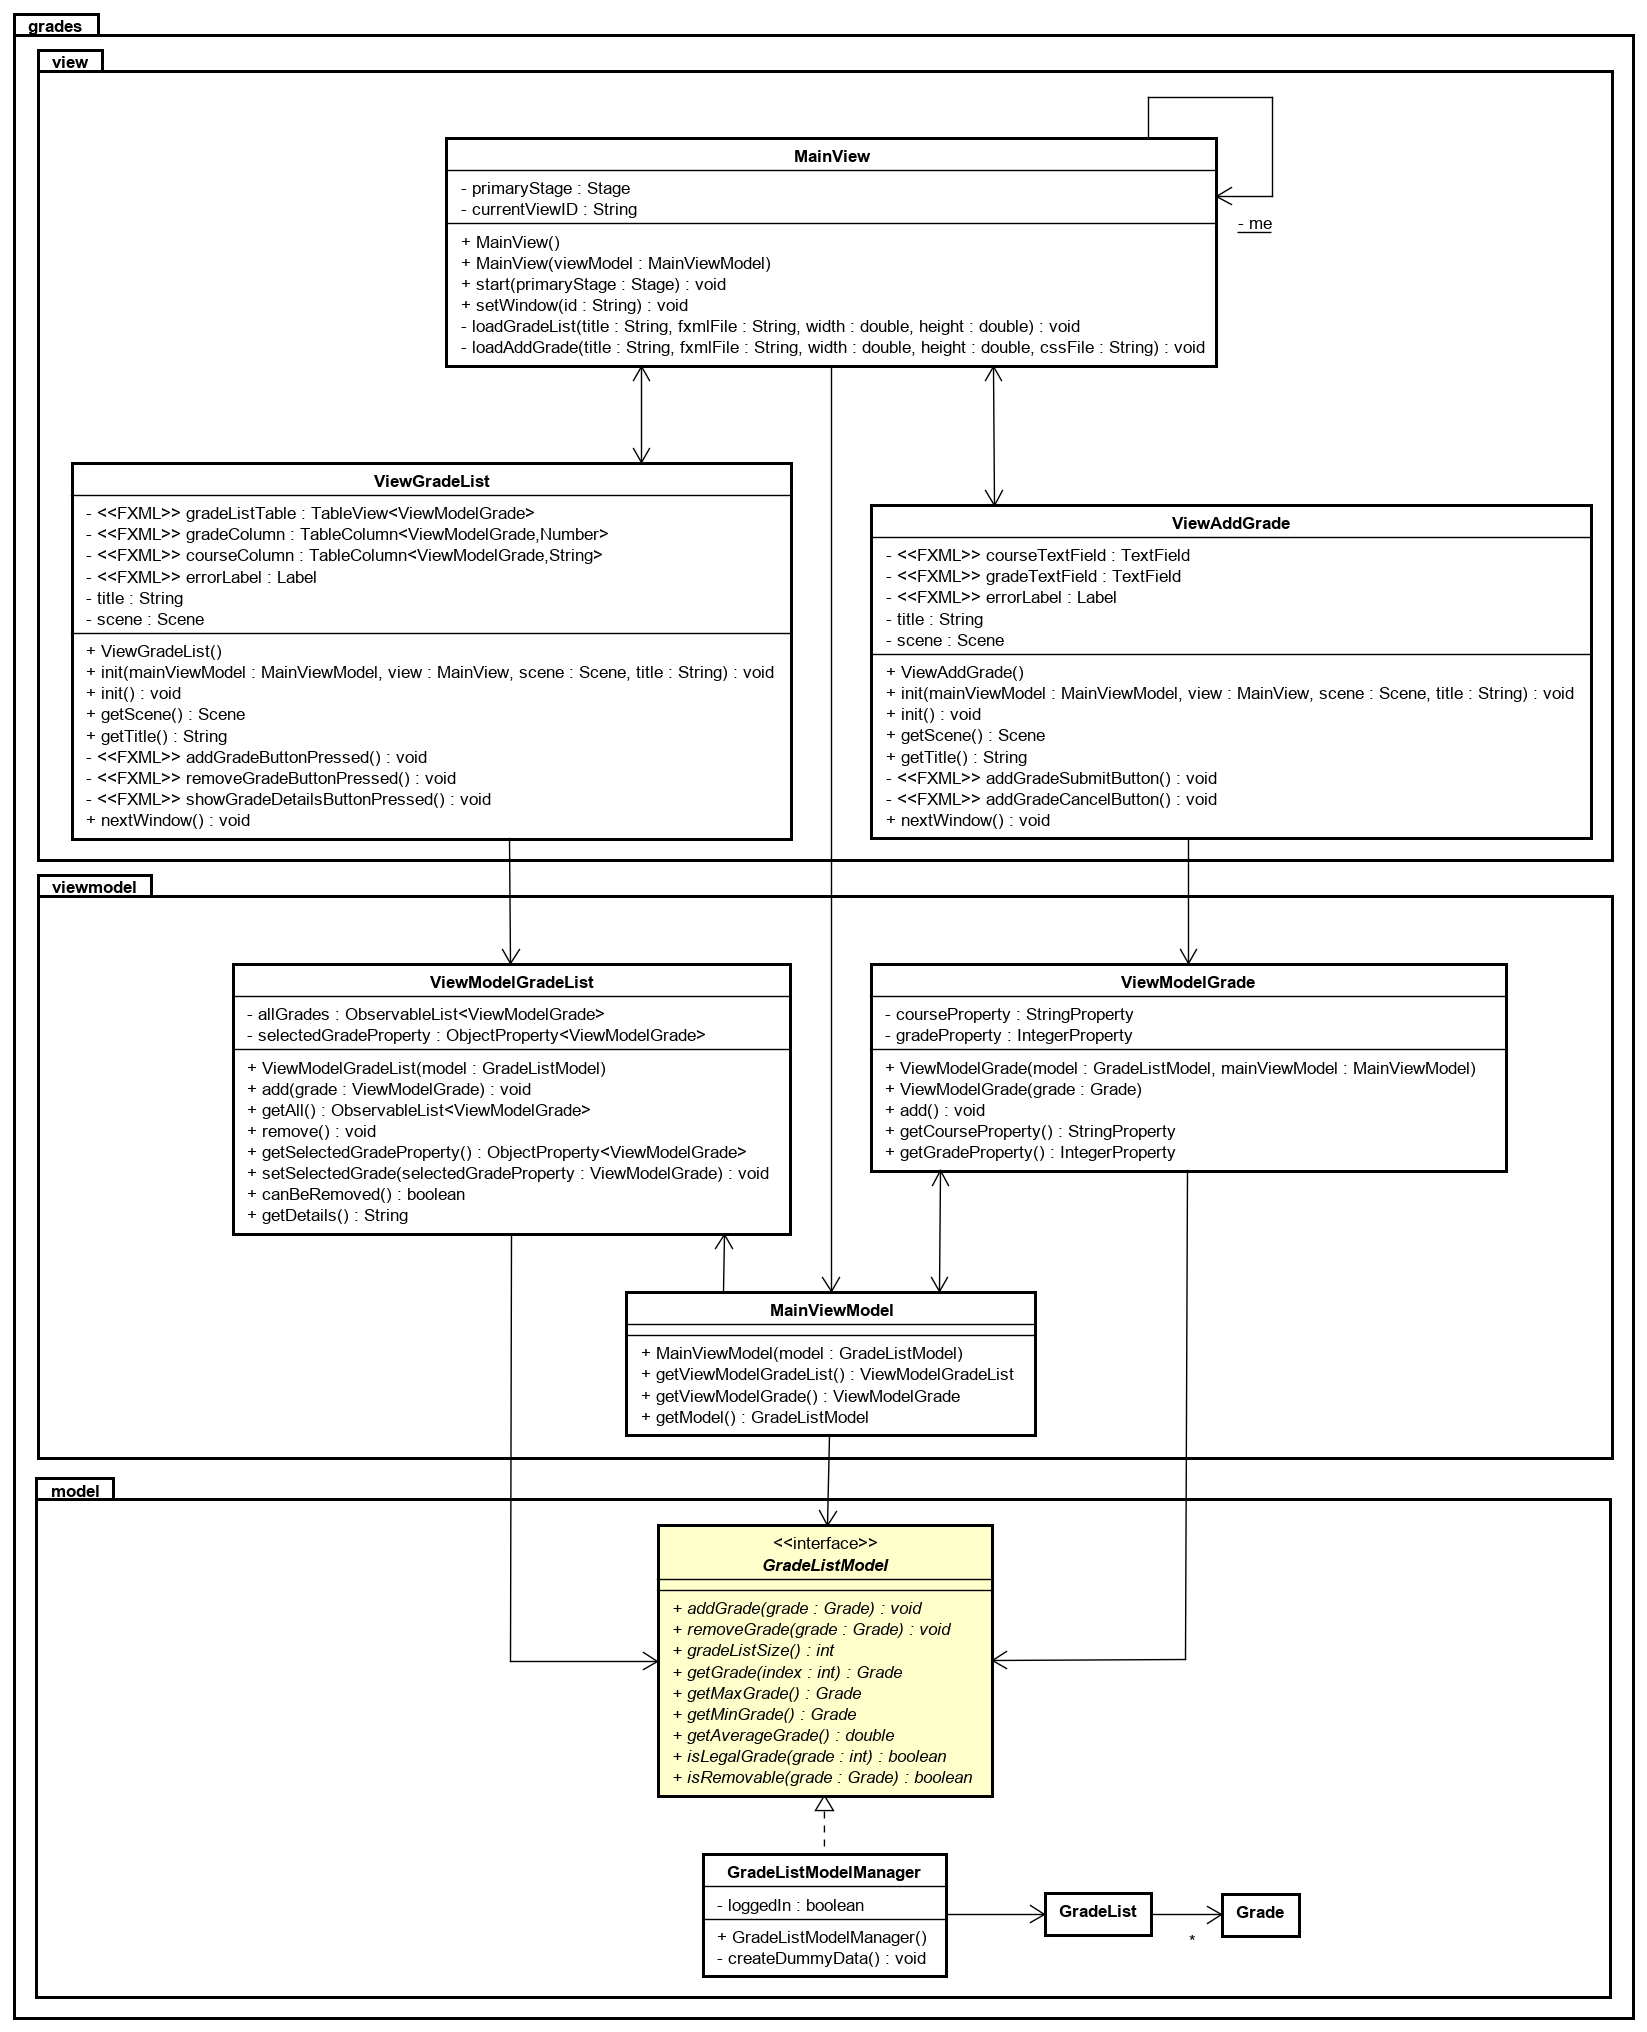 grades
view
MainView
- primaryStage : Stage
- currentViewID : String
- me
+ MainView()
+ MainView(viewModel : MainViewModel)
+ start(primaryStage : Stage) : void
+ setWindow(id : String) : void
- loadGradeList(title : String, fxmlFile : String, width : double, height : double) : void
- loadAddGrade(title : String, fxmlFile : String, width : double, height : double, cssFile : String) : void
ViewGradeList
- <<FXML>> gradeListTable : TableView<ViewModelGrade>
- <<FXML>> gradeColumn : TableColumn<ViewModelGrade,Number>
- <<FXML>> courseColumn : TableColumn<ViewModelGrade,String>
- <<FXML>> errorLabel : Label
- title : String
- scene : Scene
+ ViewGradeList()
+ init(mainViewModel : MainViewModel, view : MainView, scene : Scene, title : String) : void
+ init() : void
+ getScene() : Scene
+ getTitle() : String
- <<FXML>> addGradeButtonPressed() : void
- <<FXML>> removeGradeButtonPressed() : void
- <<FXML>> showGradeDetailsButtonPressed() : void
+ nextWindow() : void
ViewAddGrade
- <<FXML>> courseTextField : TextField
- <<FXML>> gradeTextField : TextField
- <<FXML>> errorLabel : Label
- title : String
- scene : Scene
+ ViewAddGrade()
+ init(mainViewModel : MainViewModel, view : MainView, scene : Scene, title : String) : void
+ init() : void
+ getScene() : Scene
+ getTitle() : String
- <<FXML>> addGradeSubmitButton() : void
- <<FXML>> addGradeCancelButton() : void
+ nextWindow() : void
viewmodel
ViewModelGradeList
- allGrades : ObservableList<ViewModelGrade>
- selectedGradeProperty : ObjectProperty<ViewModelGrade>
+ ViewModelGradeList(model : GradeListModel)
+ add(grade : ViewModelGrade) : void
+ getAll() : ObservableList<ViewModelGrade>
+ remove() : void
+ getSelectedGradeProperty() : ObjectProperty<ViewModelGrade>
+ setSelectedGrade(selectedGradeProperty : ViewModelGrade) : void
+ canBeRemoved() : boolean
+ getDetails() : String
ViewModelGrade
- courseProperty : StringProperty
- gradeProperty : IntegerProperty
+ ViewModelGrade(model : GradeListModel, mainViewModel : MainViewModel)
+ ViewModelGrade(grade : Grade)
+ add() : void
+ getCourseProperty() : StringProperty
+ getGradeProperty() : IntegerProperty
MainViewModel
+ MainViewModel(model : GradeListModel)
+ getViewModelGradeList() : ViewModelGradeList
+ getViewModelGrade() : ViewModelGrade
+ getModel() : GradeListModel
model
<<interface>>
GradeListModel
+ addGrade(grade : Grade) : void
+ removeGrade(grade : Grade) : void
+ gradeListSize() : int
+ getGrade(index : int) : Grade
+ getMaxGrade() : Grade
+ getMinGrade() : Grade
+ getAverageGrade() : double
+ isLegalGrade(grade : int) : boolean
+ isRemovable(grade : Grade) : boolean
GradeListModelManager
- loggedIn : boolean
+ GradeListModelManager()
- createDummyData() : void
GradeList
*
Grade